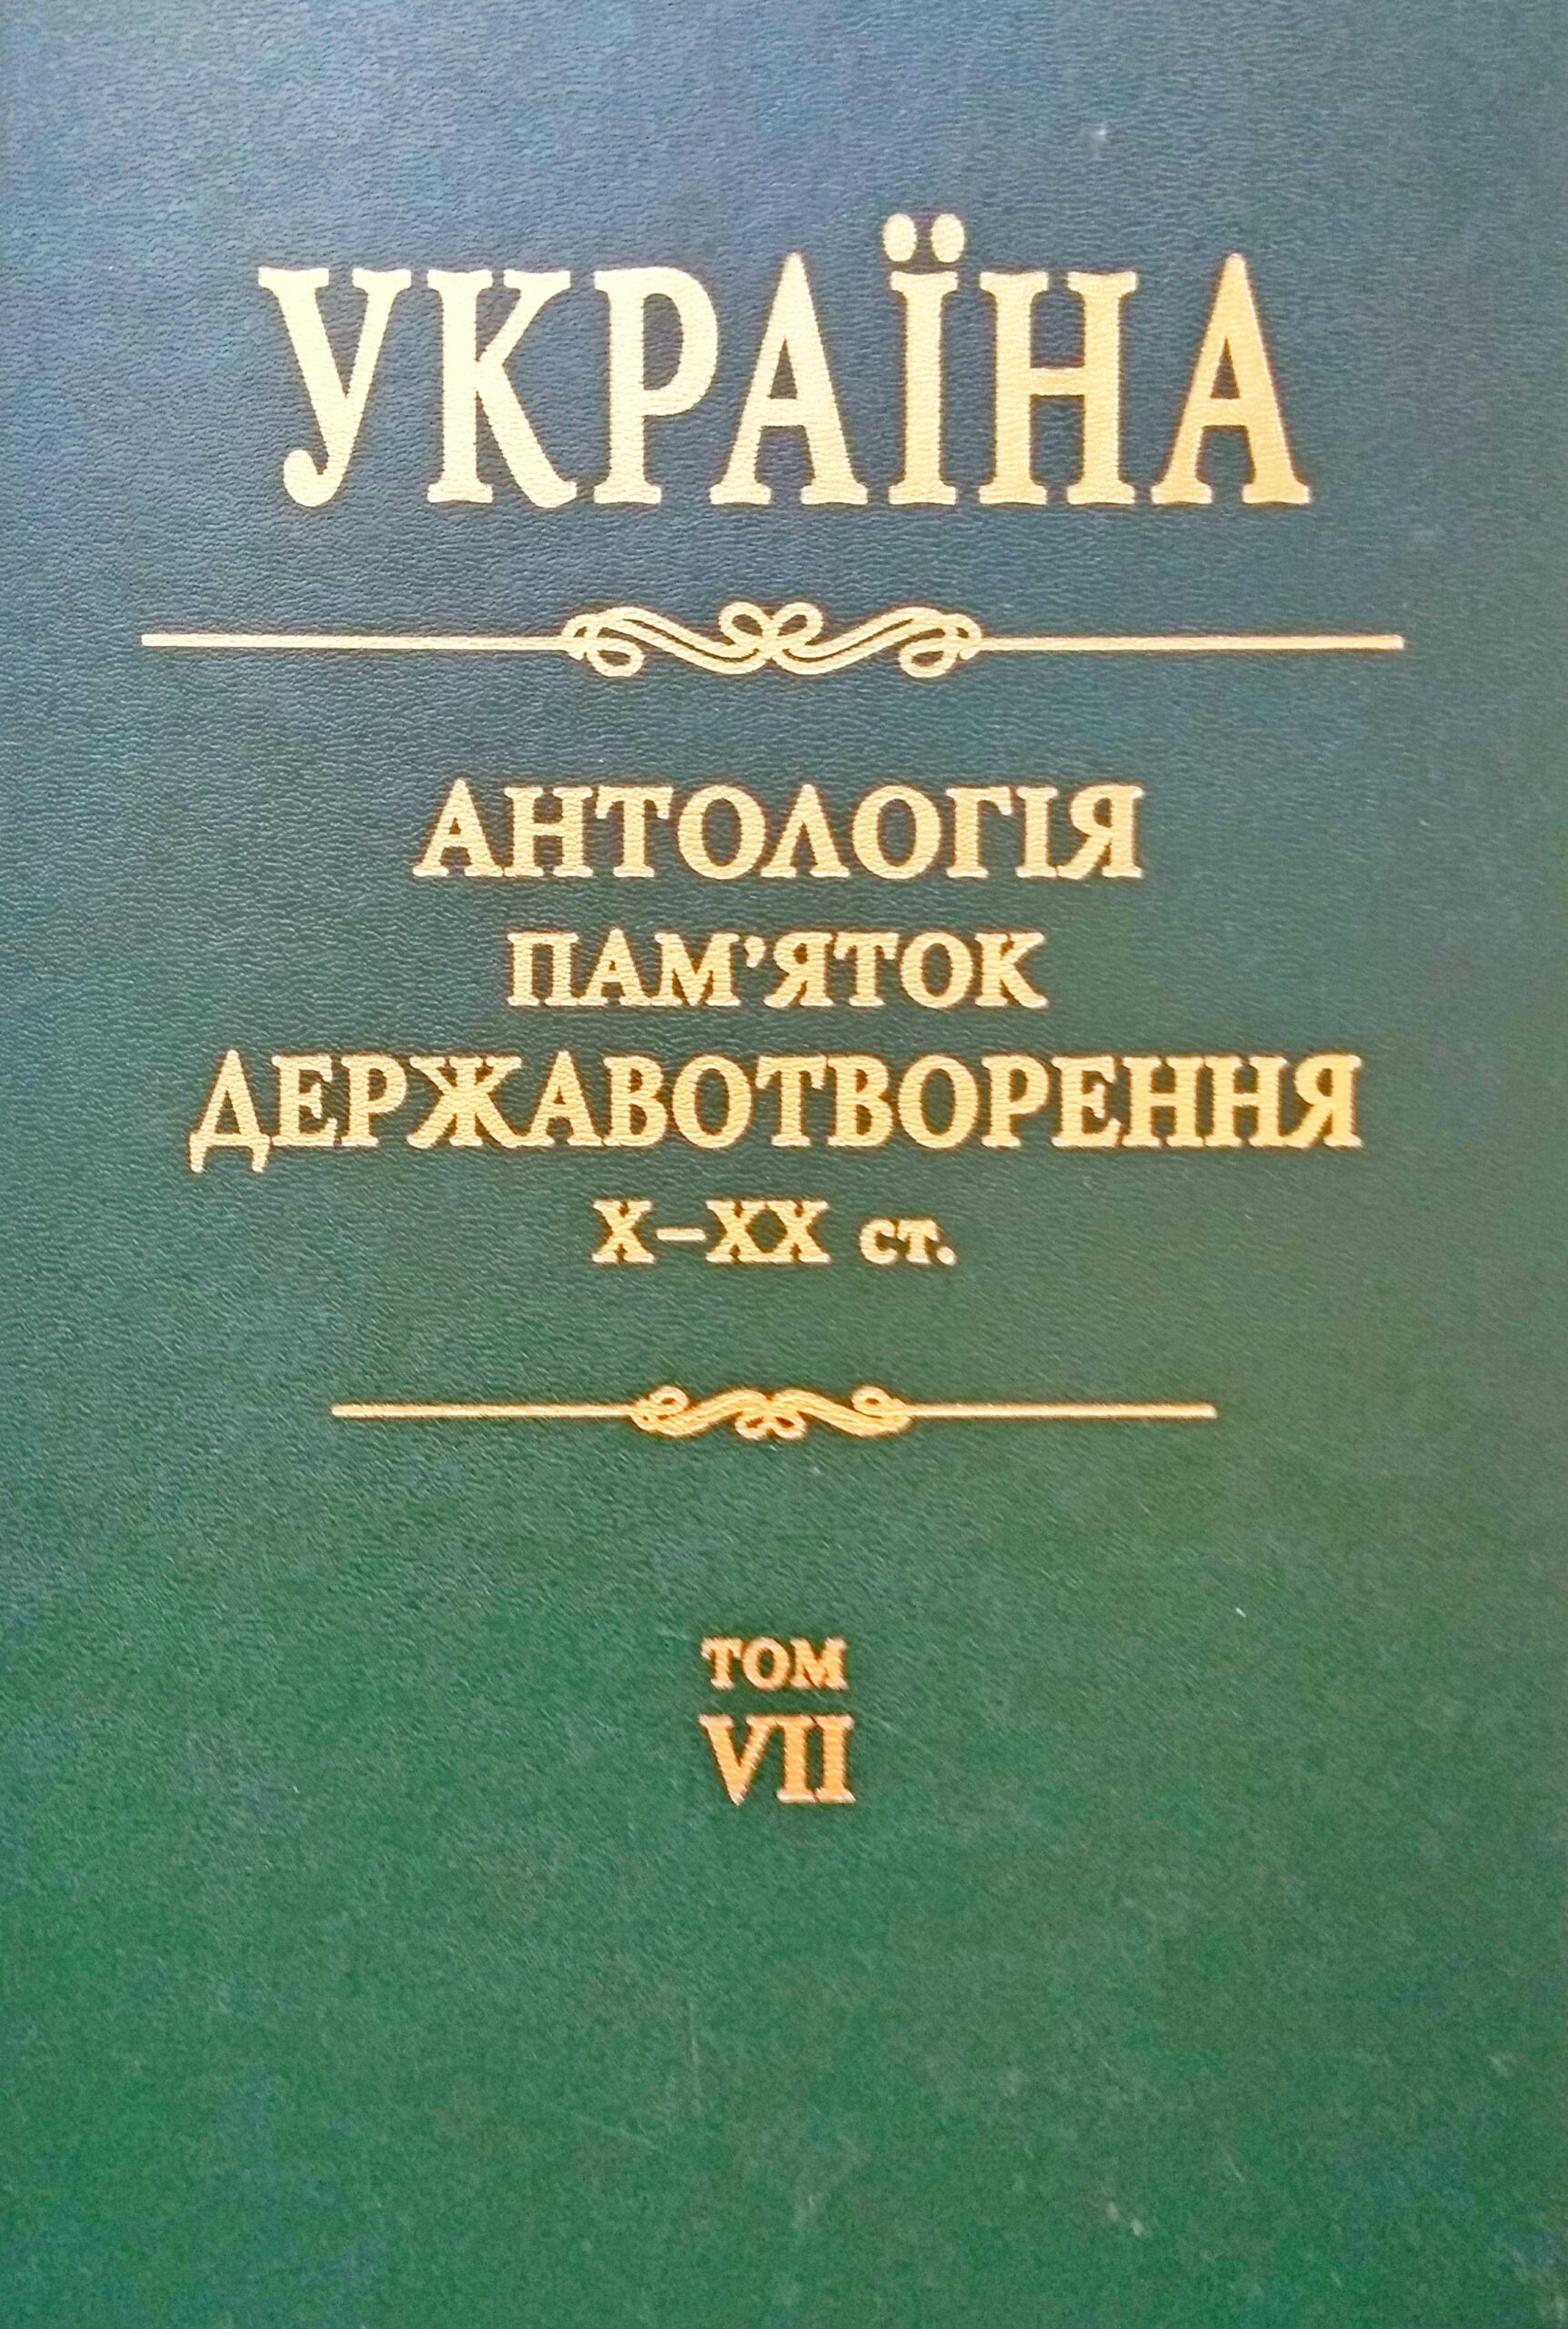 УКРАЇНА
АНТОЛОГІЯ
ПАМ’ЯТОК
ДЕРЖАВОТВОРЕННЯ
X–XX ст.
ТОМ
VII